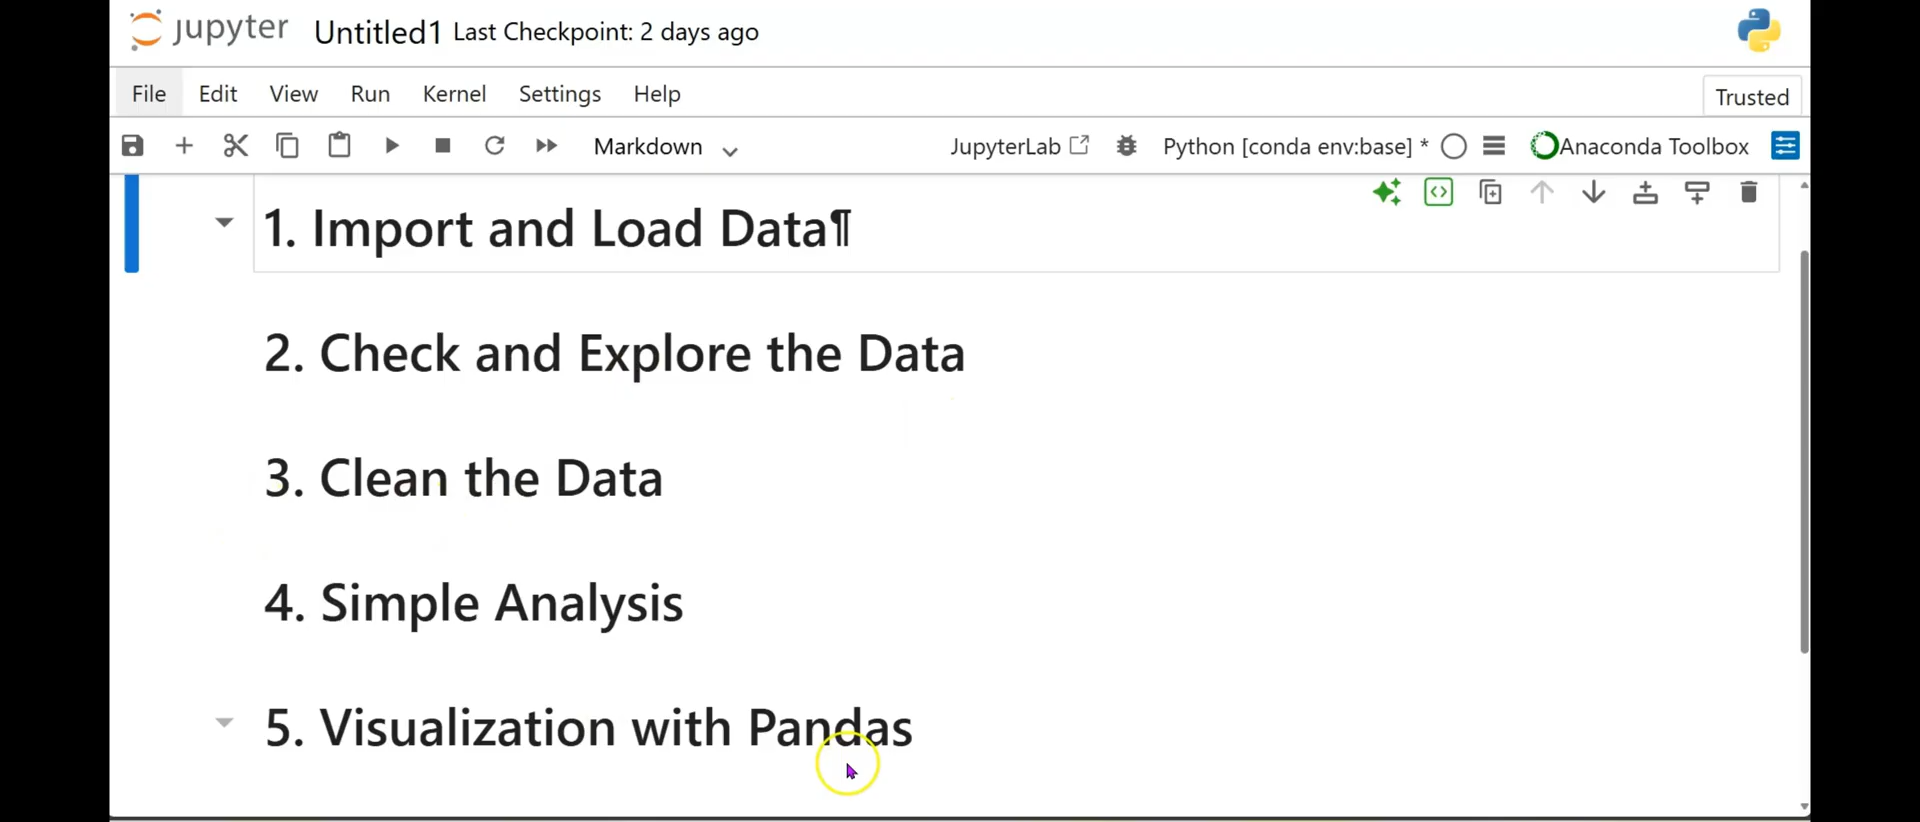 jupyter Untitled1 Last Checkpoint: 2 days ago
File Edit View Run Kernel Settings Help Trusted
Markdown JupyterLab Python [conda env:base] * Anaconda Toolbox
1. Import and Load Data¶
2. Check and Explore the Data
3. Clean the Data
4. Simple Analysis
5. Visualization with Pandas